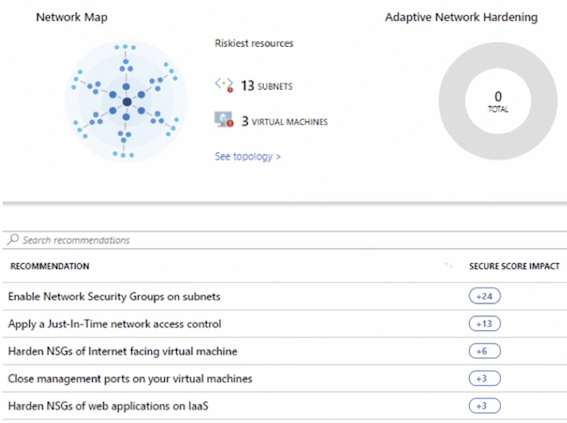 Network Map
Adaptive Network Hardening
Riskiest resources
13 SUBNETS
3 VIRTUAL MACHINES
See topology >
0
TOTAL
Search recommendations
RECOMMENDATION
SECURE SCORE IMPACT
Enable Network Security Groups on subnets
+24
Apply a Just-In-Time network access control
+13
Harden NSGs of Internet facing virtual machine
+6
Close management ports on your virtual machines
+3
Harden NSGs of web applications on IaaS
+3